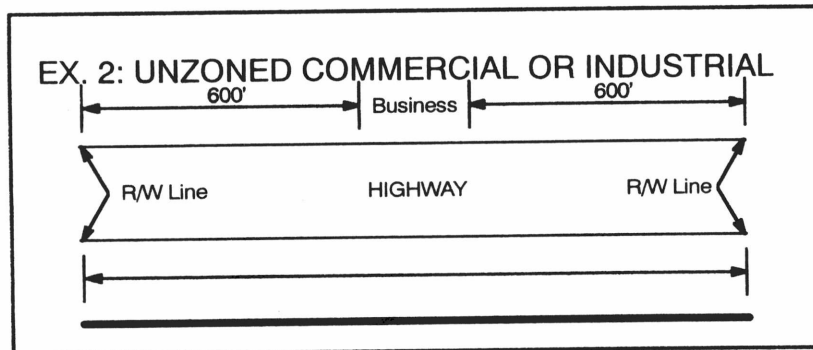 EX. 2: UNZONED COMMERCIAL OR INDUSTRIAL
600' Business 600'
R/W Line HIGHWAY R/W Line